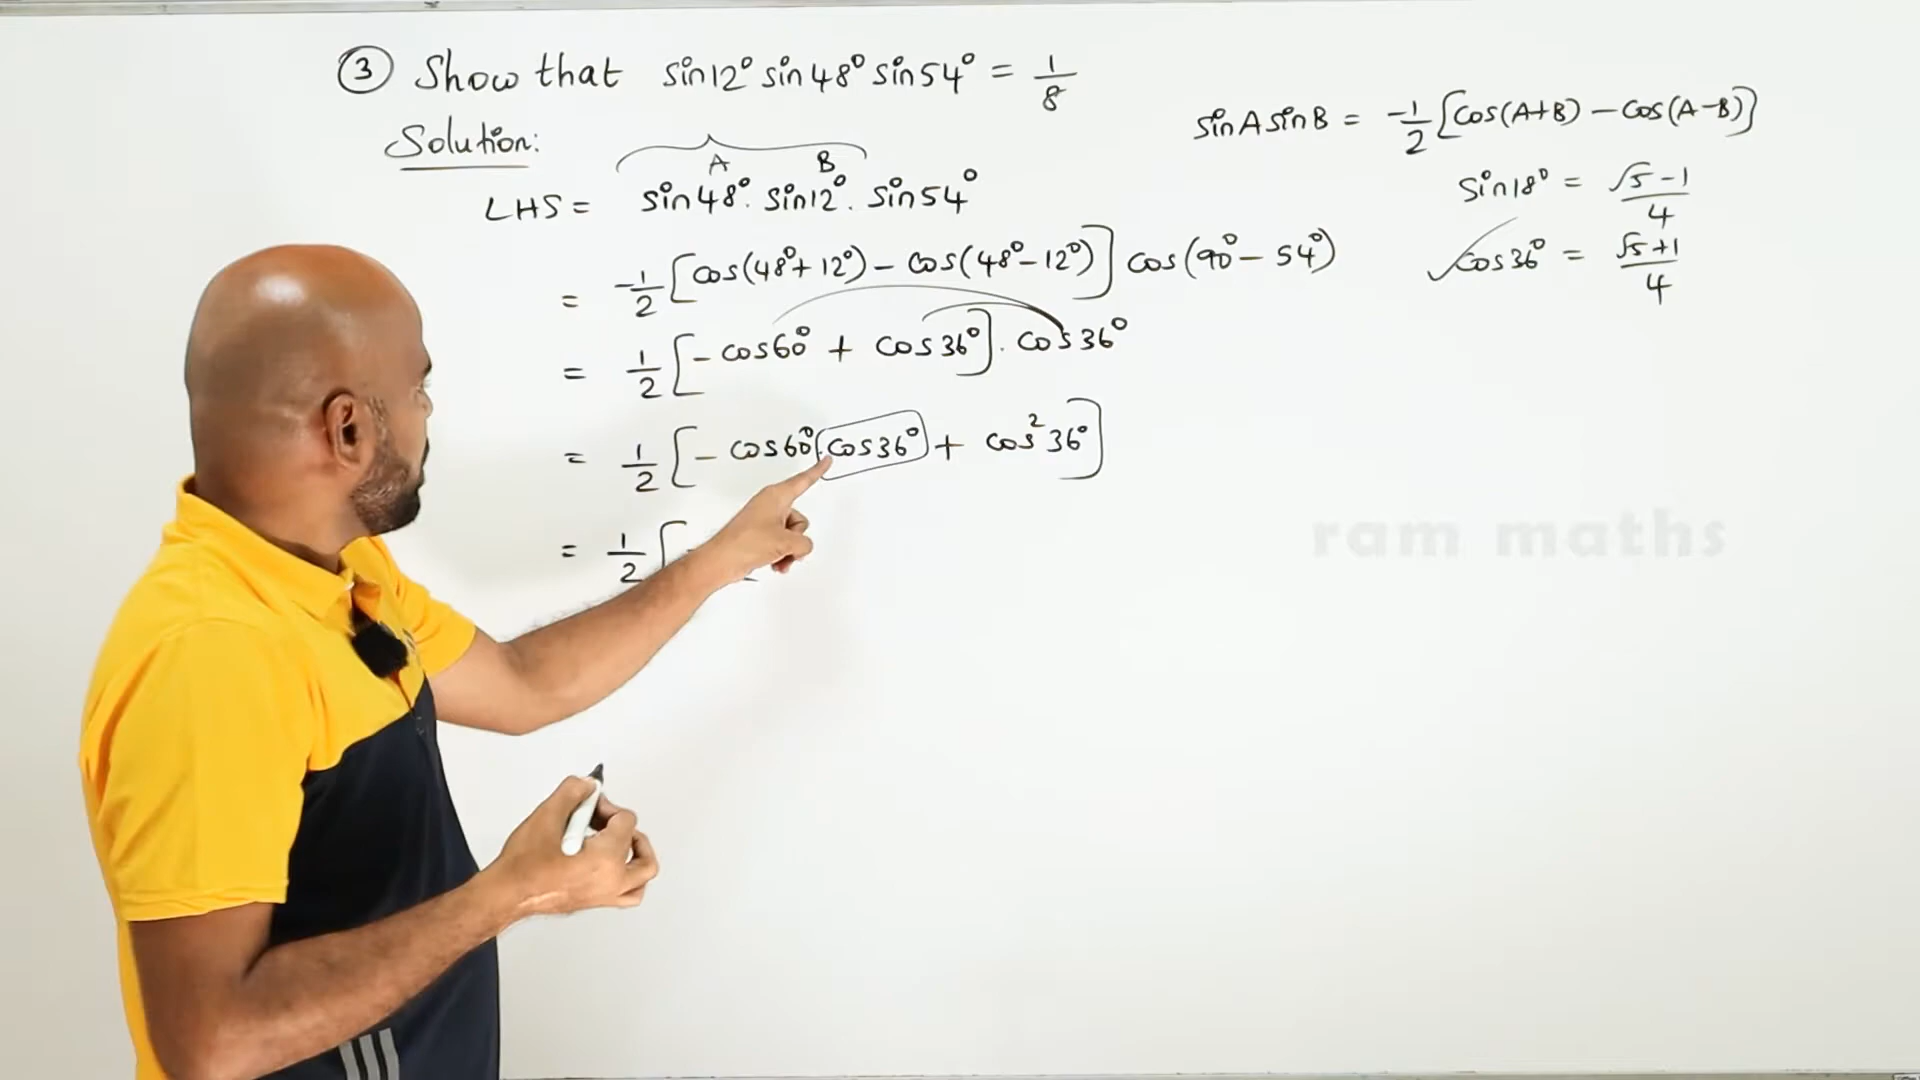 ③ Show that sin12° sin48° sin54° = 1/8
Solution:
A B
LHS = sin48°. sin12°. sin54°
= -1/2 [cos(48°+12°) - cos(48°-12°)] cos(90° - 54°)
= 1/2 [-cos60° + cos36°]. cos36°
= 1/2 [- cos60°.cos36° + cos²36°]
= 1/2 [-
sinA sinB = -1/2 [cos(A+B) - cos(A-B)]
sin18° = √5-1/4
✓cos36° = √5+1/4
ram maths